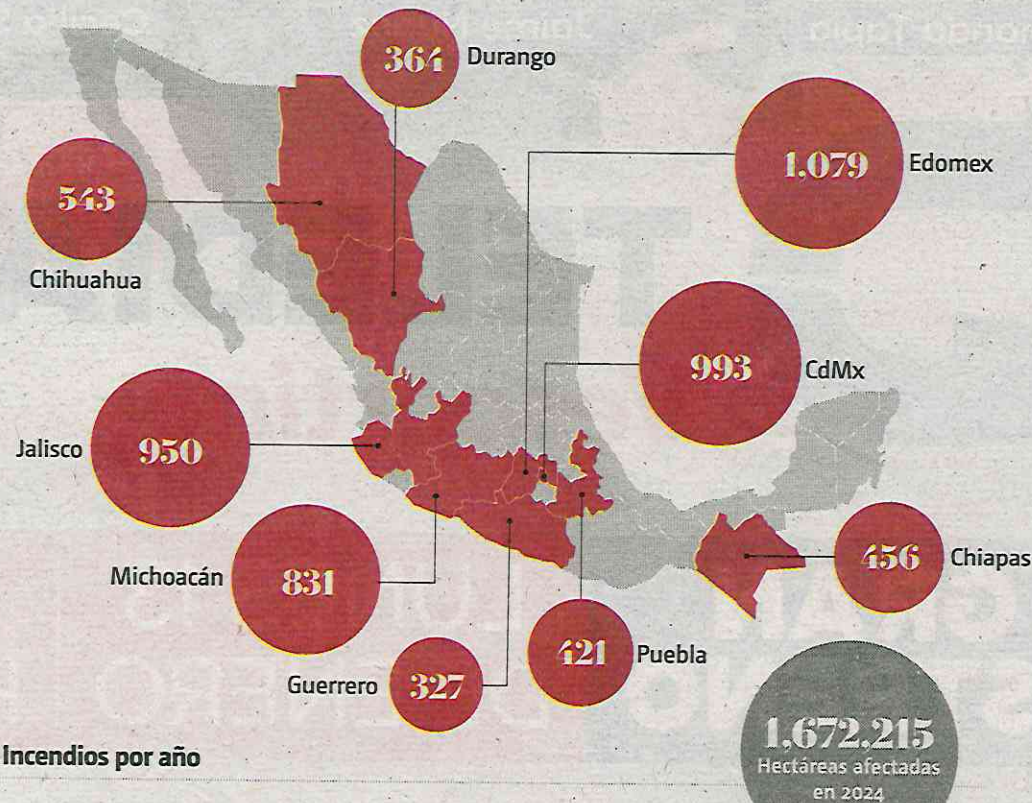 364 Durango
1,079 Edomex
543
Chihuahua
993 CdMx
Jalisco 950
Michoacán 831
456 Chiapas
421 Puebla
Guerrero 327
1,672,215
Hectáreas afectadas
en 2024
Incendios por año